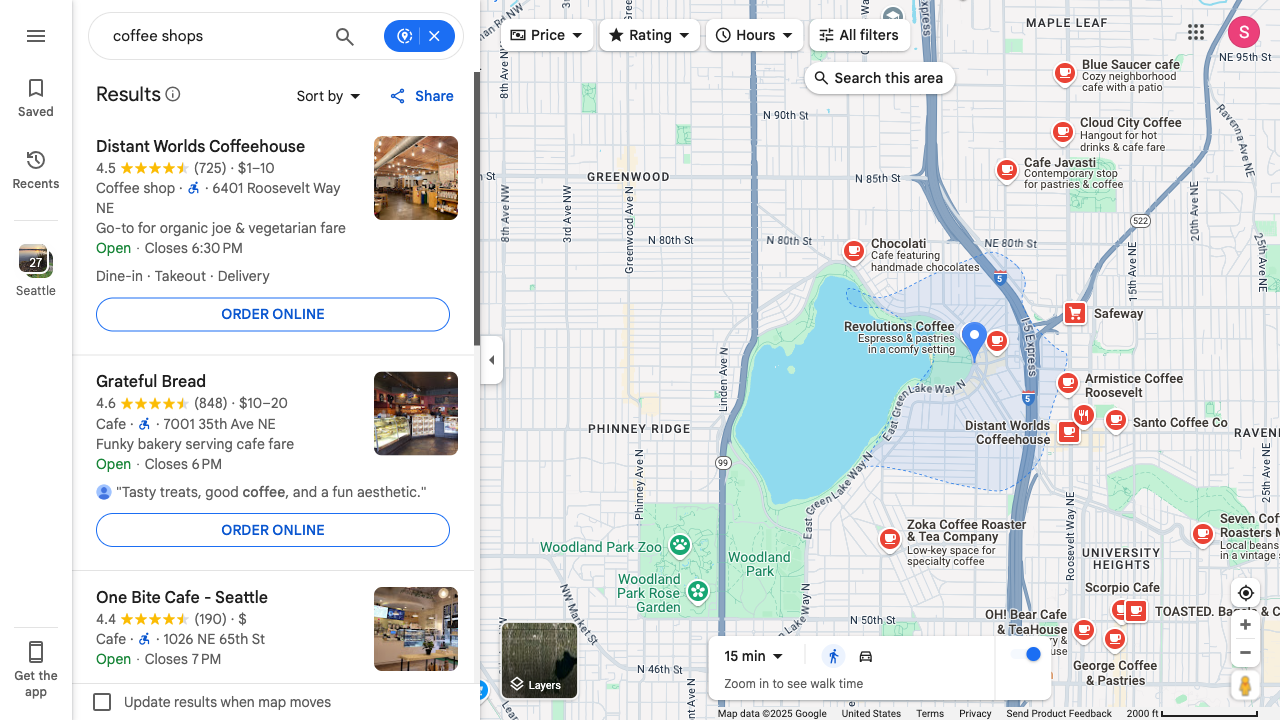 coffee shops
Saved
Recents
27
Seattle
Get the
app
Results
Sort by
Share
Distant Worlds Coffeehouse
4.5 (725) · $1–10
Coffee shop · · 6401 Roosevelt Way
NE
Go-to for organic joe & vegetarian fare
Open · Closes 6:30 PM
Dine-in · Takeout · Delivery
ORDER ONLINE
Grateful Bread
4.6 (848) · $10–20
Cafe · · 7001 35th Ave NE
Funky bakery serving cafe fare
Open · Closes 6 PM
"Tasty treats, good coffee, and a fun aesthetic."
ORDER ONLINE
One Bite Cafe - Seattle
4.4 (190) · $
Cafe · · 1026 NE 65th St
Open · Closes 7 PM
Update results when map moves
Price
Rating
Hours
All filters
Search this area
S
MAPLE LEAF
NE 95th St
Blue Saucer cafe
Cozy neighborhood
cafe with a patio
Cloud City Coffee
Hangout for hot
drinks & cafe fare
Ravenna Ave NE
Cafe Javasti
Contemporary stop
for pastries & coffee
N 90th St
8th Ave NW
GREENWOOD
N 85th St
Express
522
20th Ave NE
8th Ave NW
3rd Ave NW
Greenwood Ave N
N 80th St
N 80th St
NE 80th St
15th Ave NE
Chocolati
Cafe featuring
handmade chocolates
5
Safeway
I-5 Express
Revolutions Coffee
Espresso & pastries
in a comfy setting
Linden Ave N
East Green Lake Way N
Armistice Coffee
Roosevelt
5
Santo Coffee Co
Distant Worlds
Coffeehouse
PHINNEY RIDGE
99
Phinney Ave N
East Green Lake Way N
25th Ave NE
Roosevelt Way NE
Zoka Coffee Roaster
& Tea Company
Low-key space for
specialty coffee
Seven Cof
Roasters M
Local beans
in a vintage s
Woodland Park Zoo
Woodland
Park
Woodland
Park Rose
Garden
UNIVERSITY
HEIGHTS
NW Market St
Scorpio Cafe
TOASTED. Bagels & C
OH! Bear Cafe
& TeaHouse
N 50th St
N 46th St
George Coffee
& Pastries
Layers
15 min
Zoom in to see walk time
Map data ©2025 Google
United States
Terms
Privacy
Send Product Feedback
2000 ft